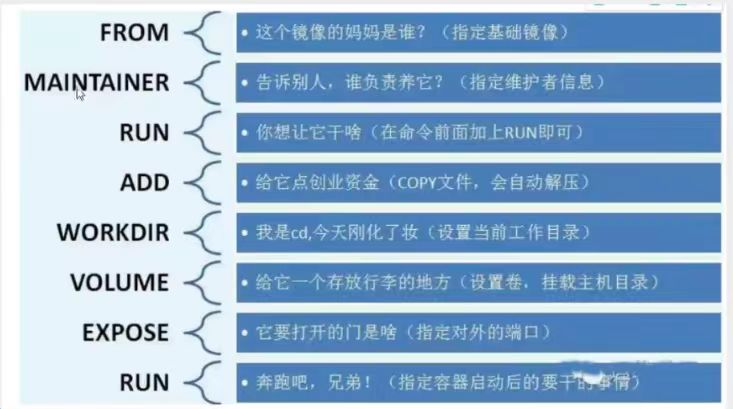 FROM
• 这个镜像的妈妈是谁？（指定基础镜像）
MAINTAINER
• 告诉别人，谁负责养它？（指定维护者信息）
RUN
• 你想让它干啥（在命令前面加上RUN即可）
ADD
• 给它点创业资金（COPY文件，会自动解压）
WORKDIR
• 我是cd,今天刚化了妆（设置当前工作目录）
VOLUME
• 给它一个存放行李的地方（设置卷，挂载主机目录）
EXPOSE
• 它要打开的门是啥（指定对外的端口）
RUN
• 奔跑吧，兄弟！（指定容器启动后的要干的事情）